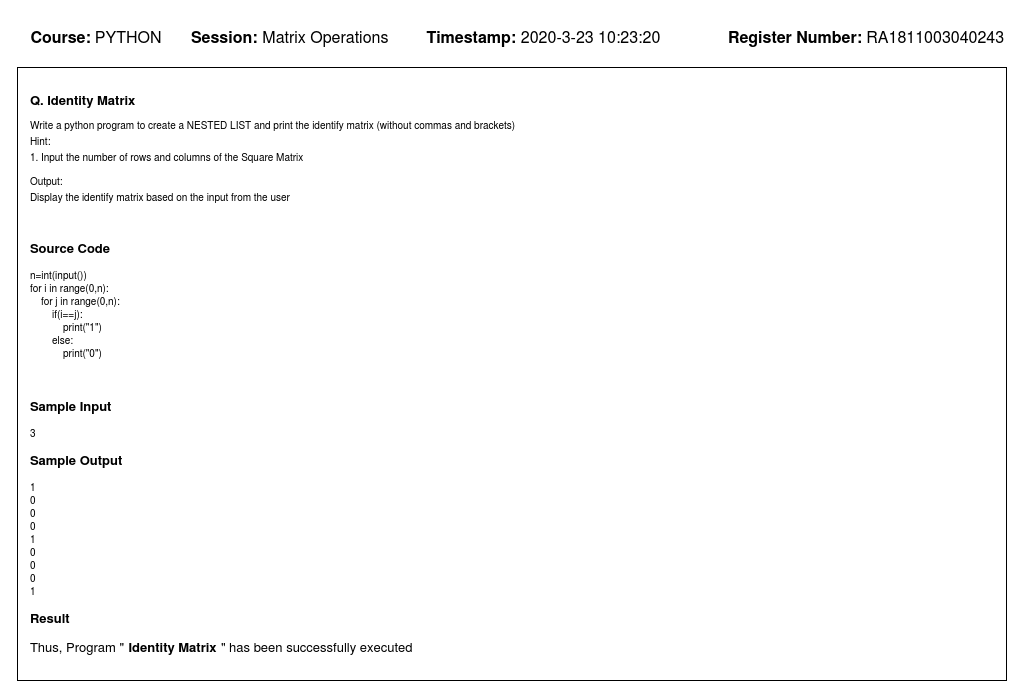 Course: PYTHON Session: Matrix Operations Timestamp: 2020-3-23 10:23:20 Register Number: RA1811003040243
Q. Identity Matrix
Write a python program to create a NESTED LIST and print the identify matrix (without commas and brackets)
Hint:
1. Input the number of rows and columns of the Square Matrix
Output:
Display the identify matrix based on the input from the user
Source Code
n=int(input())
for i in range(0,n):
    for j in range(0,n):
        if(i==j):
            print("1")
        else:
            print("0")
Sample Input
3
Sample Output
1
0
0
0
1
0
0
0
1
Result
Thus, Program " Identity Matrix " has been successfully executed